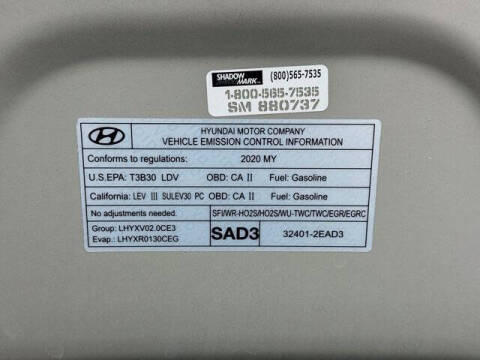 SHADOW MARK™ (800)565-7535
1-800-565-7535
SM 880737
HYUNDAI MOTOR COMPANY
VEHICLE EMISSION CONTROL INFORMATION
Conforms to regulations: 2020 MY
U.S.EPA: T3B30 LDV OBD: CA II Fuel: Gasoline
California: LEV III SULEV30 PC OBD: CA II Fuel: Gasoline
No adjustments needed. SFI/WR-HO2S/HO2S/WU-TWC/TWC/EGR/EGRC
Group: LHYXV02.0CE3
Evap.: LHYXR0130CEG
SAD3 32401-2EAD3